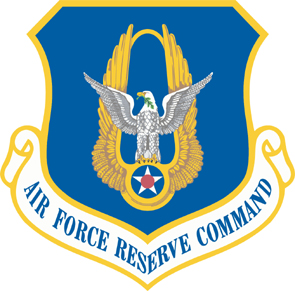 AIR FORCE RESERVE COMMAND